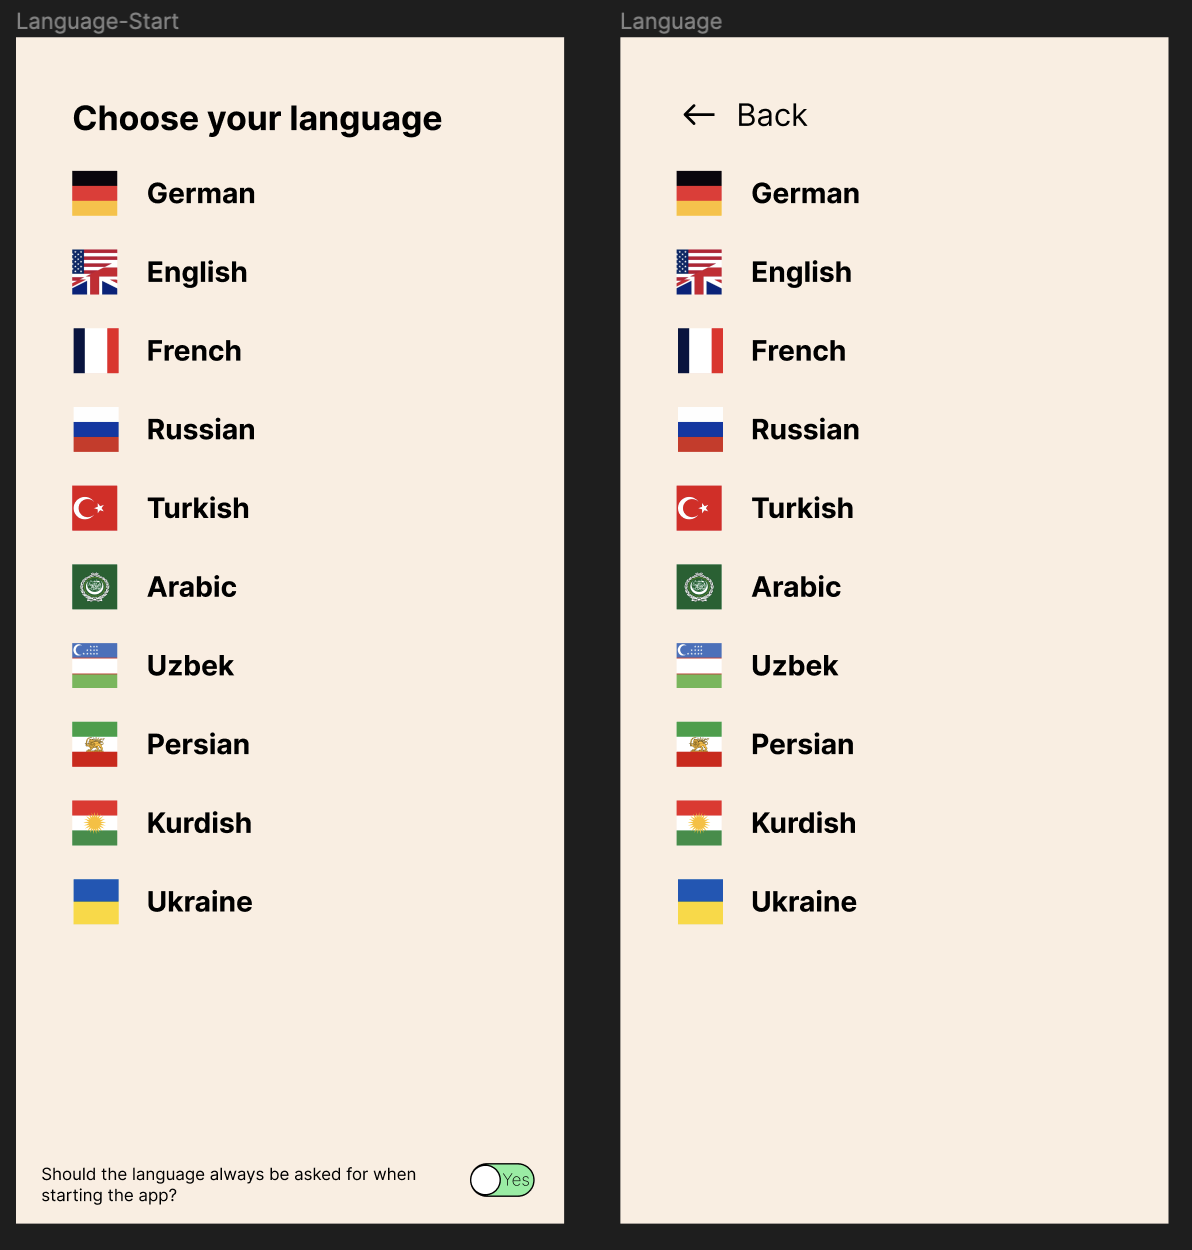 Language-Start
Choose your language
German
English
French
Russian
Turkish
Arabic
Uzbek
Persian
Kurdish
Ukraine
Should the language always be asked for when
starting the app?
Yes
Language
Back
German
English
French
Russian
Turkish
Arabic
Uzbek
Persian
Kurdish
Ukraine